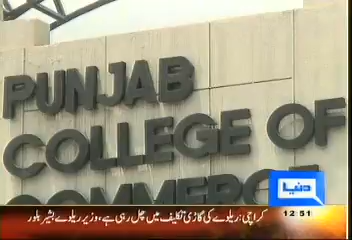 PUNJAB
COLLEGE OF
COMMERCE
دنیا
12:51
کراچی: ریلوے کی گاڑی تکلیف میں چل رہی ہے، وزیر ریلوے بشیر بلور